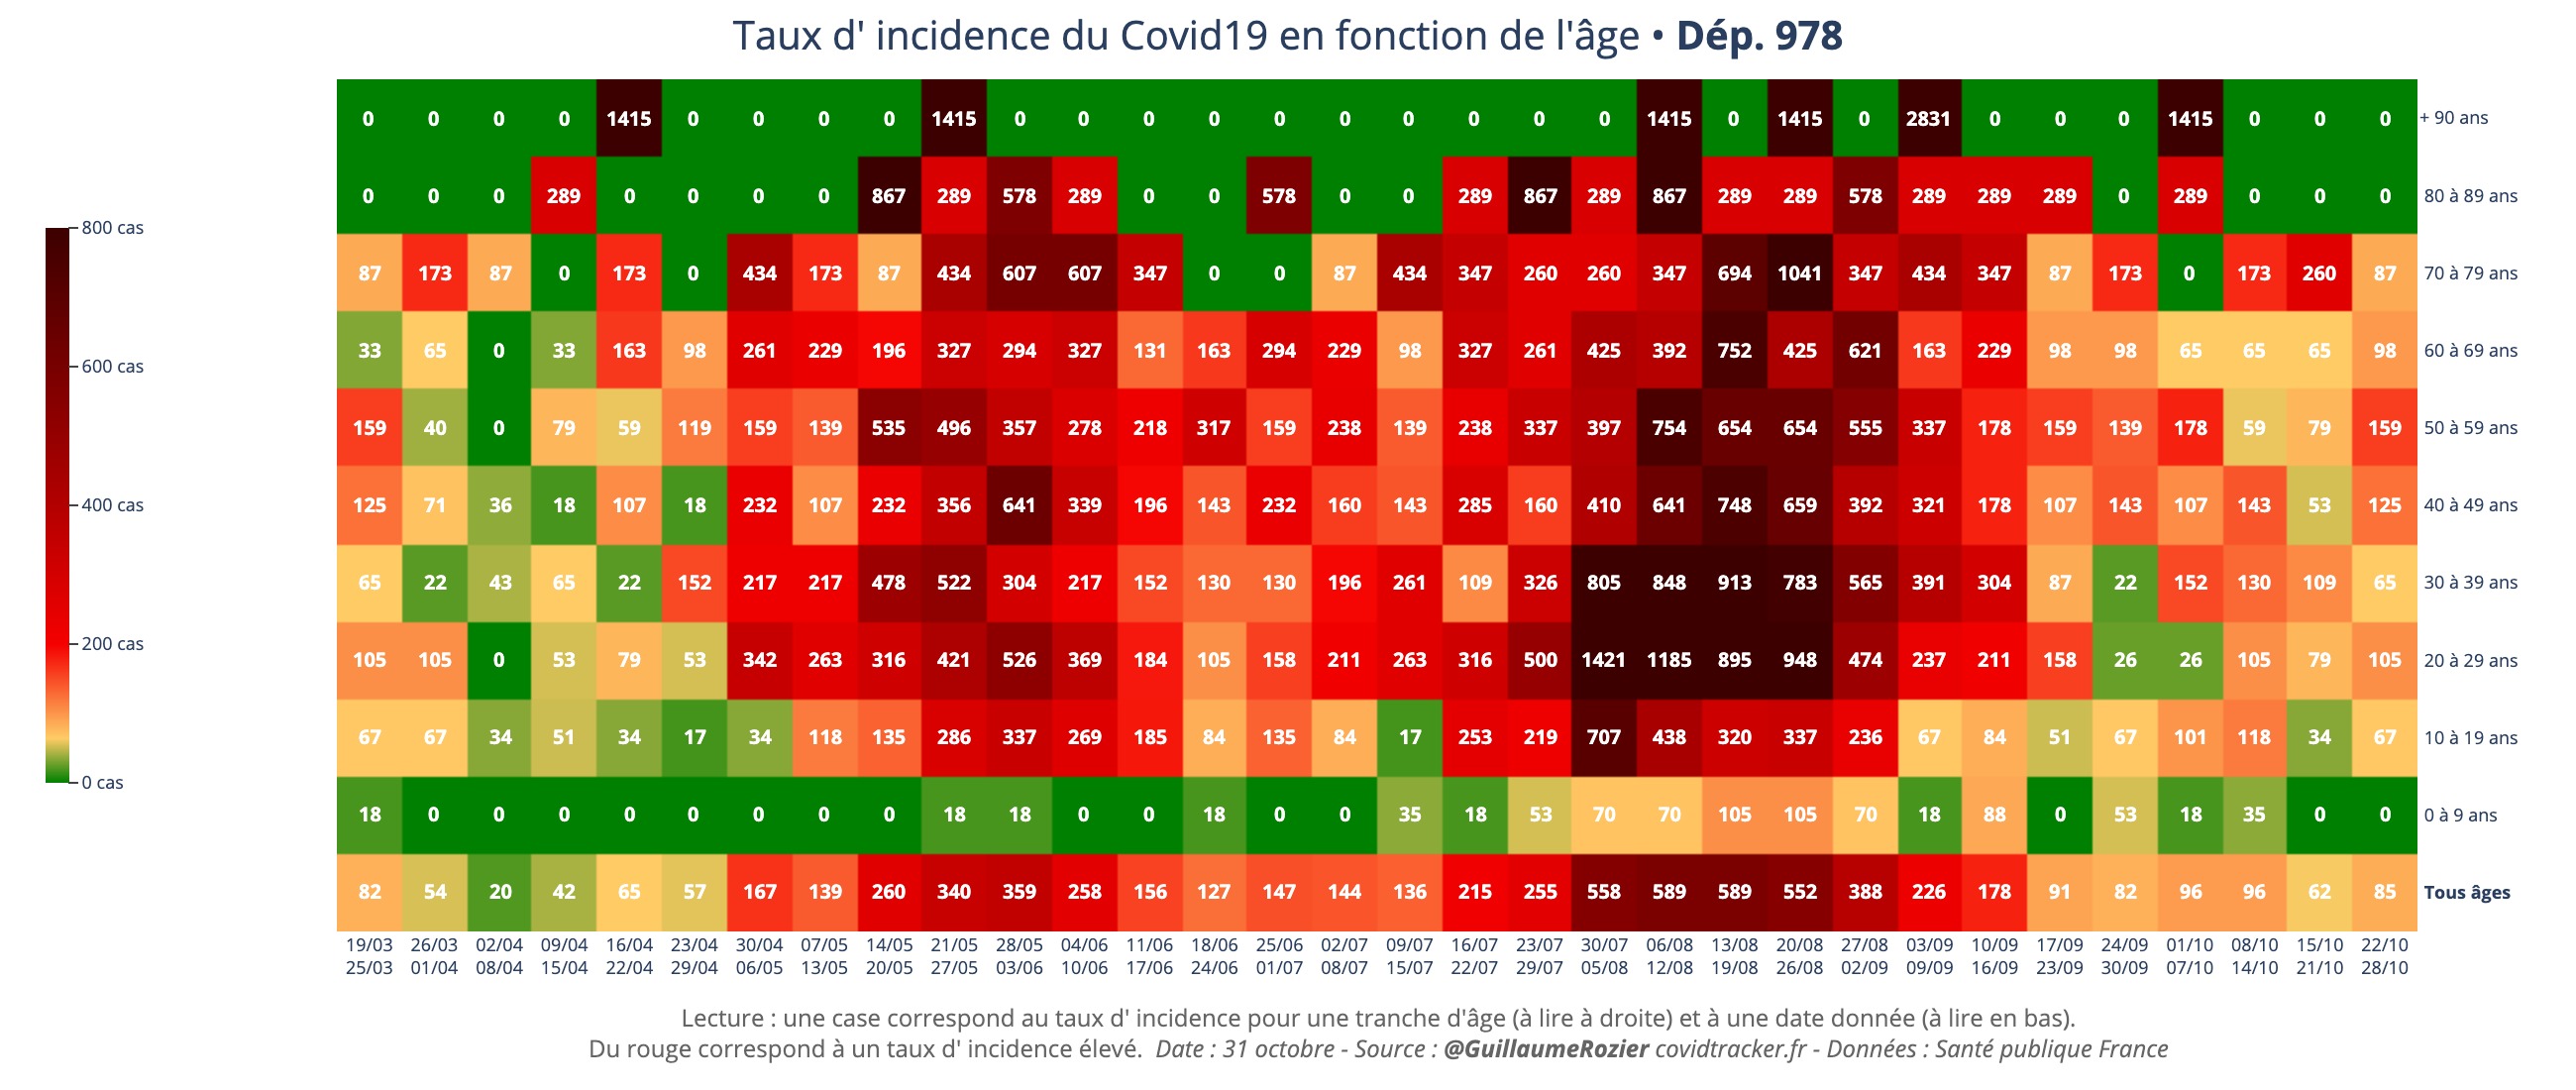 Taux d' incidence du Covid19 en fonction de l'âge • Dép. 978
800 cas
600 cas
400 cas
200 cas
0 cas
0 0 0 0 1415 0 0 0 0 1415 0 0 0 0 0 0 0 0 0 0 1415 0 1415 0 2831 0 0 0 1415 0 0 0 + 90 ans
0 0 0 289 0 0 0 0 867 289 578 289 0 0 578 0 0 289 867 289 867 289 289 578 289 289 289 0 289 0 0 0 80 à 89 ans
87 173 87 0 173 0 434 173 87 434 607 607 347 0 0 87 434 347 260 260 347 694 1041 347 434 347 87 173 0 173 260 87 70 à 79 ans
33 65 0 33 163 98 261 229 196 327 294 327 131 163 294 229 98 327 261 425 392 752 425 621 163 229 98 98 65 65 65 98 60 à 69 ans
159 40 0 79 59 119 159 139 535 496 357 278 218 317 159 238 139 238 337 397 754 654 654 555 337 178 159 139 178 59 79 159 50 à 59 ans
125 71 36 18 107 18 232 107 232 356 641 339 196 143 232 160 143 285 160 410 641 748 659 392 321 178 107 143 107 143 53 125 40 à 49 ans
65 22 43 65 22 152 217 217 478 522 304 217 152 130 130 196 261 109 326 805 848 913 783 565 391 304 87 22 152 130 109 65 30 à 39 ans
105 105 0 53 79 53 342 263 316 421 526 369 184 105 158 211 263 316 500 1421 1185 895 948 474 237 211 158 26 26 105 79 105 20 à 29 ans
67 67 34 51 34 17 34 118 135 286 337 269 185 84 135 84 17 253 219 707 438 320 337 236 67 84 51 67 101 118 34 67 10 à 19 ans
18 0 0 0 0 0 0 0 0 18 18 0 0 18 0 0 35 18 53 70 70 105 105 70 18 88 0 53 18 35 0 0 0 à 9 ans
82 54 20 42 65 57 167 139 260 340 359 258 156 127 147 144 136 215 255 558 589 589 552 388 226 178 91 82 96 96 62 85 Tous âges
19/03 26/03 02/04 09/04 16/04 23/04 30/04 07/05 14/05 21/05 28/05 04/06 11/06 18/06 25/06 02/07 09/07 16/07 23/07 30/07 06/08 13/08 20/08 27/08 03/09 10/09 17/09 24/09 01/10 08/10 15/10 22/10
25/03 01/04 08/04 15/04 22/04 29/04 06/05 13/05 20/05 27/05 03/06 10/06 17/06 24/06 01/07 08/07 15/07 22/07 29/07 05/08 12/08 19/08 26/08 02/09 09/09 16/09 23/09 30/09 07/10 14/10 21/10 28/10
Lecture : une case correspond au taux d' incidence pour une tranche d'âge (à lire à droite) et à une date donnée (à lire en bas).
Du rouge correspond à un taux d' incidence élevé. Date : 31 octobre - Source : @GuillaumeRozier covidtracker.fr - Données : Santé publique France